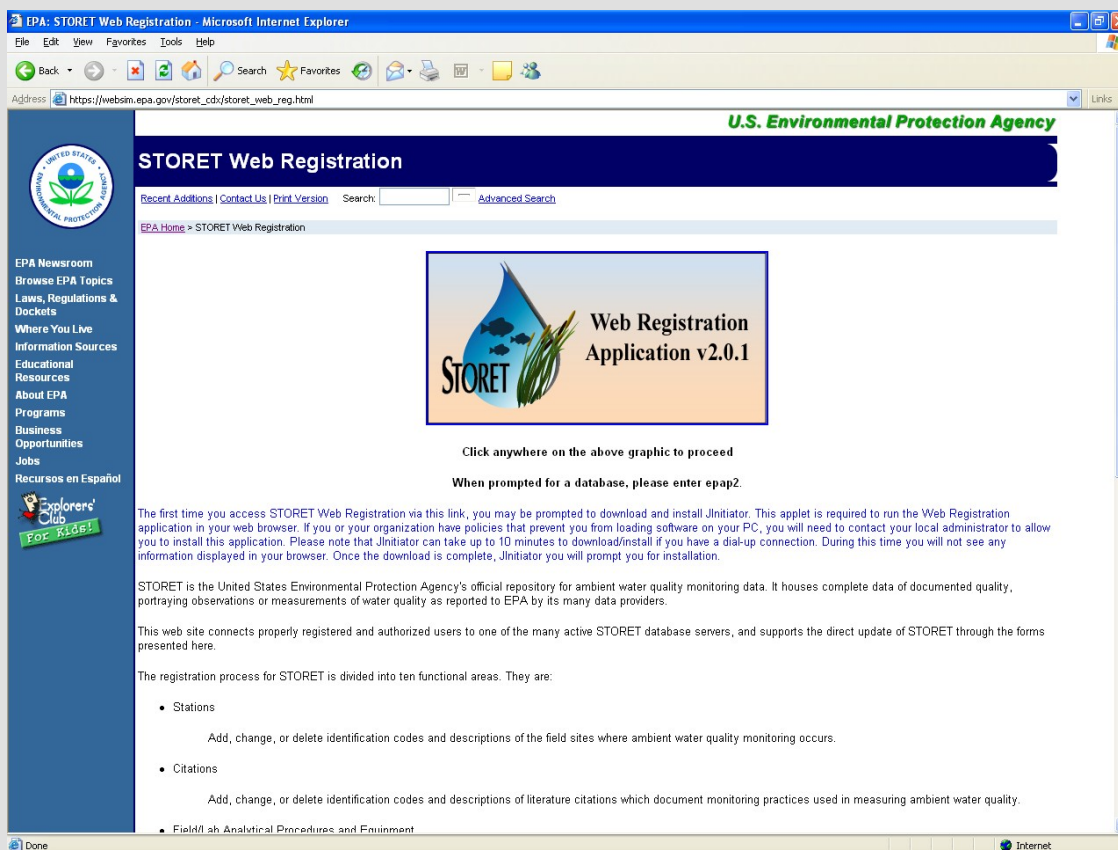 EPA: STORET Web Registration - Microsoft Internet Explorer
File Edit View Favorites Tools Help
Back Search Favorites
Address https://websim.epa.gov/storet_cdx/storet_web_reg.html Links
U.S. Environmental Protection Agency
UNITED STATES ENVIRONMENTAL PROTECTION AGENCY
STORET Web Registration
Recent Additions | Contact Us | Print Version Search: Advanced Search
EPA Home > STORET Web Registration
EPA Newsroom
Browse EPA Topics
Laws, Regulations &
Dockets
Where You Live
Information Sources
Educational
Resources
About EPA
Programs
Business
Opportunities
Jobs
Recursos en Español
Explorers'
Club
For Kids!
STORET
Web Registration
Application v2.0.1
Click anywhere on the above graphic to proceed
When prompted for a database, please enter epap2.
The first time you access STORET Web Registration via this link, you may be prompted to download and install JInitiator. This applet is required to run the Web Registration
application in your web browser. If you or your organization have policies that prevent you from loading software on your PC, you will need to contact your local administrator to allow
you to install this application. Please note that JInitiator can take up to 10 minutes to download/install if you have a dial-up connection. During this time you will not see any
information displayed in your browser. Once the download is complete, JInitiator you will prompt you for installation.
STORET is the United States Environmental Protection Agency's official repository for ambient water quality monitoring data. It houses complete data of documented quality,
portraying observations or measurements of water quality as reported to EPA by its many data providers.
This web site connects properly registered and authorized users to one of the many active STORET database servers, and supports the direct update of STORET through the forms
presented here.
The registration process for STORET is divided into ten functional areas. They are:
• Stations
Add, change, or delete identification codes and descriptions of the field sites where ambient water quality monitoring occurs.
• Citations
Add, change, or delete identification codes and descriptions of literature citations which document monitoring practices used in measuring ambient water quality.
• Field/Lab Analytical Procedures and Equipment
Done Internet